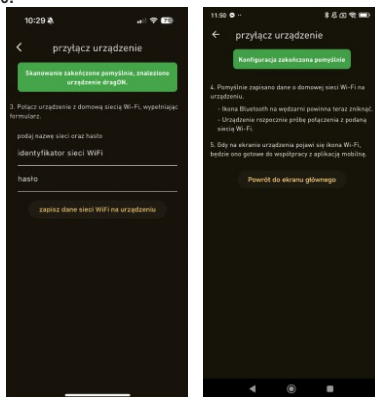 10:29
przyłącz urządzenie
Skanowanie zakończone pomyślnie, znaleziono
urządzenie dragON.
3. Połącz urządzenie z domową siecią Wi-Fi, wypełniając
formularz.
podaj nazwę sieci oraz hasło
identyfikator sieci WiFi
hasło
zapisz dane sieci WiFi na urządzeniu
11:50
przyłącz urządzenie
Konfiguracja zakończona pomyślnie
4. Pomyślnie zapisano dane o domowej sieci Wi-Fi na
urządzeniu.
- Ikona Bluetooth na wędzarni powinna teraz zniknąć.
- Urządzenie rozpocznie próbę połączenia z podaną
siecią Wi-Fi.
5. Gdy na ekranie urządzenia pojawi się ikona Wi-Fi,
będzie ono gotowe do współpracy z aplikacją mobilną.
Powrót do ekranu głównego